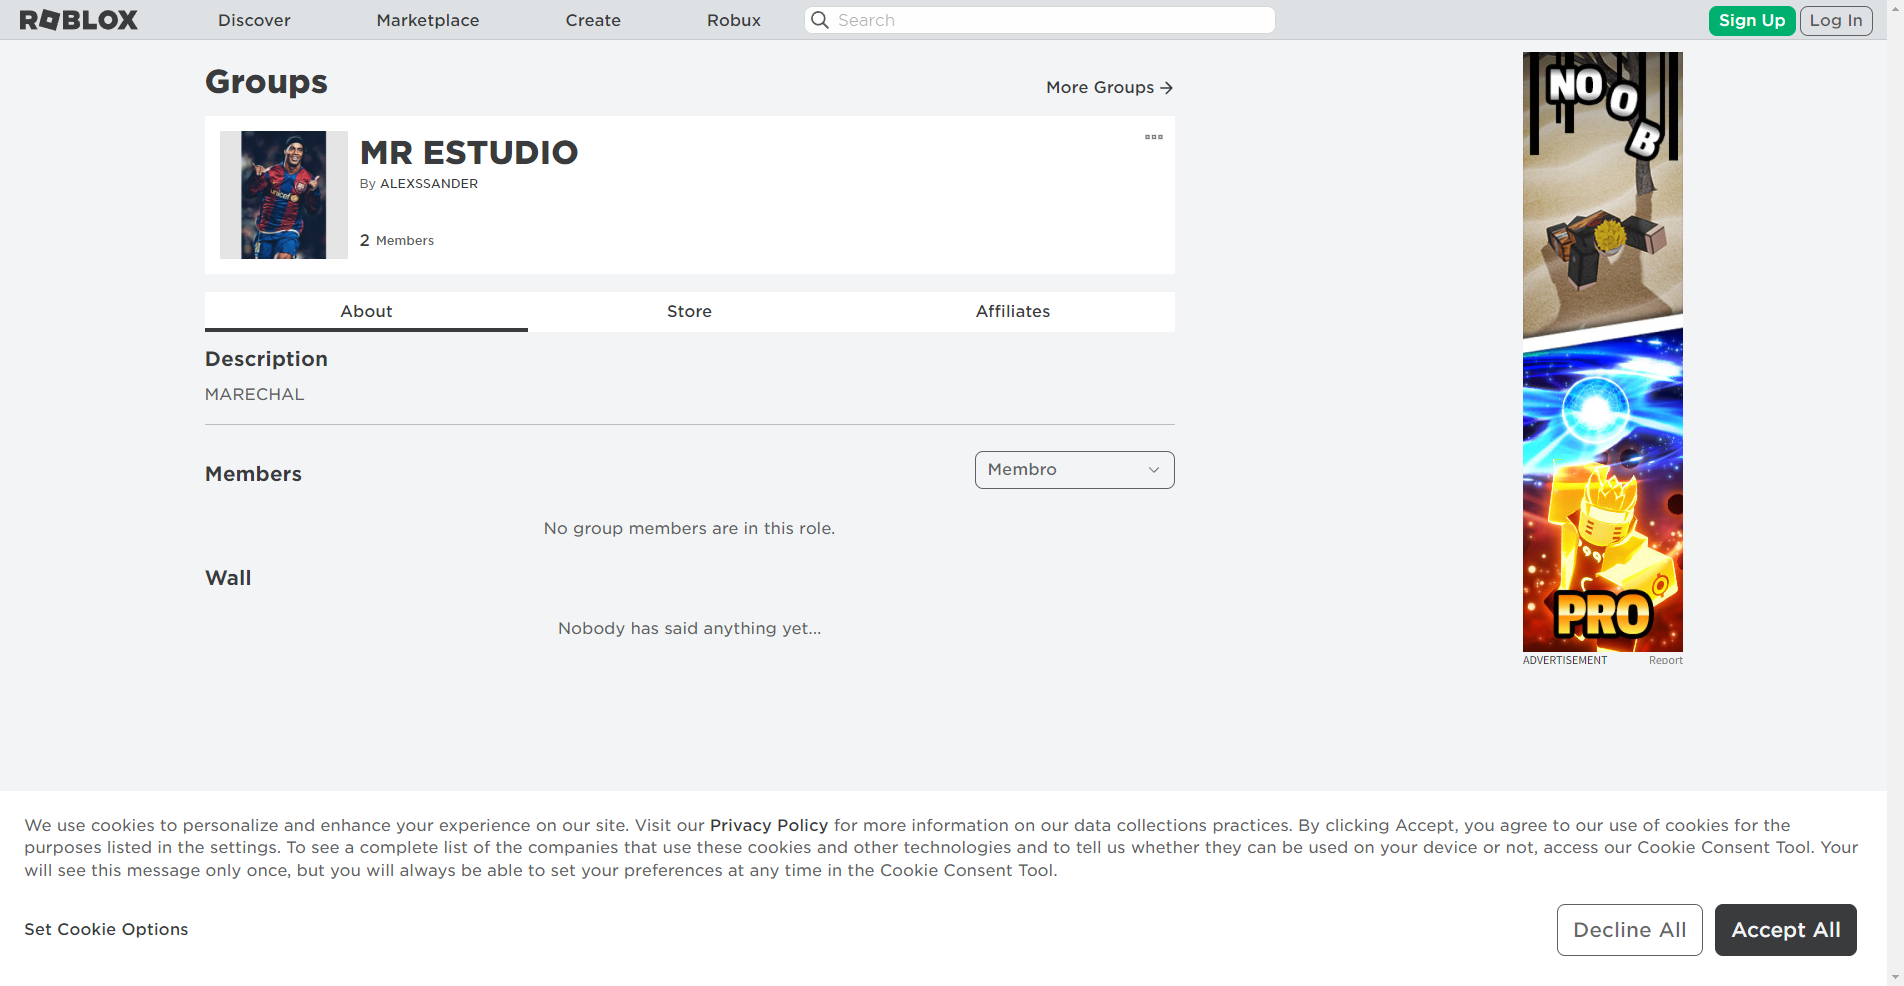 ROBLOX
Discover
Marketplace
Create
Robux
Search
Sign Up
Log In
Groups
More Groups →
MR ESTUDIO
By ALEXSSANDER
2 Members
unicef
About
Store
Affiliates
Description
MARECHAL
Members
Membro
No group members are in this role.
Wall
Nobody has said anything yet...
NOOB
PRO
ADVERTISEMENT
Report
We use cookies to personalize and enhance your experience on our site. Visit our Privacy Policy for more information on our data collections practices. By clicking Accept, you agree to our use of cookies for the
purposes listed in the settings. To see a complete list of the companies that use these cookies and other technologies and to tell us whether they can be used on your device or not, access our Cookie Consent Tool. Your
will see this message only once, but you will always be able to set your preferences at any time in the Cookie Consent Tool.
Set Cookie Options
Decline All
Accept All